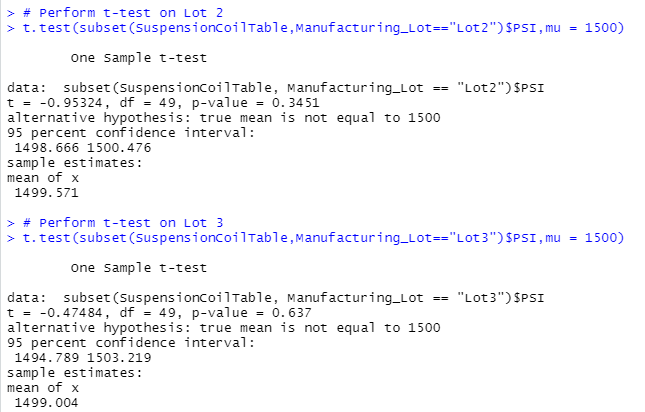 > # Perform t-test on Lot 2
> t.test(subset(SuspensionCoilTable,Manufacturing_Lot=="Lot2")$PSI,mu = 1500)
One Sample t-test
data:  subset(SuspensionCoilTable, Manufacturing_Lot == "Lot2")$PSI
t = -0.95324, df = 49, p-value = 0.3451
alternative hypothesis: true mean is not equal to 1500
95 percent confidence interval:
1498.666 1500.476
sample estimates:
mean of x
1499.571
> # Perform t-test on Lot 3
> t.test(subset(SuspensionCoilTable,Manufacturing_Lot=="Lot3")$PSI,mu = 1500)
One Sample t-test
data:  subset(SuspensionCoilTable, Manufacturing_Lot == "Lot3")$PSI
t = -0.47484, df = 49, p-value = 0.637
alternative hypothesis: true mean is not equal to 1500
95 percent confidence interval:
1494.789 1503.219
sample estimates:
mean of x
1499.004